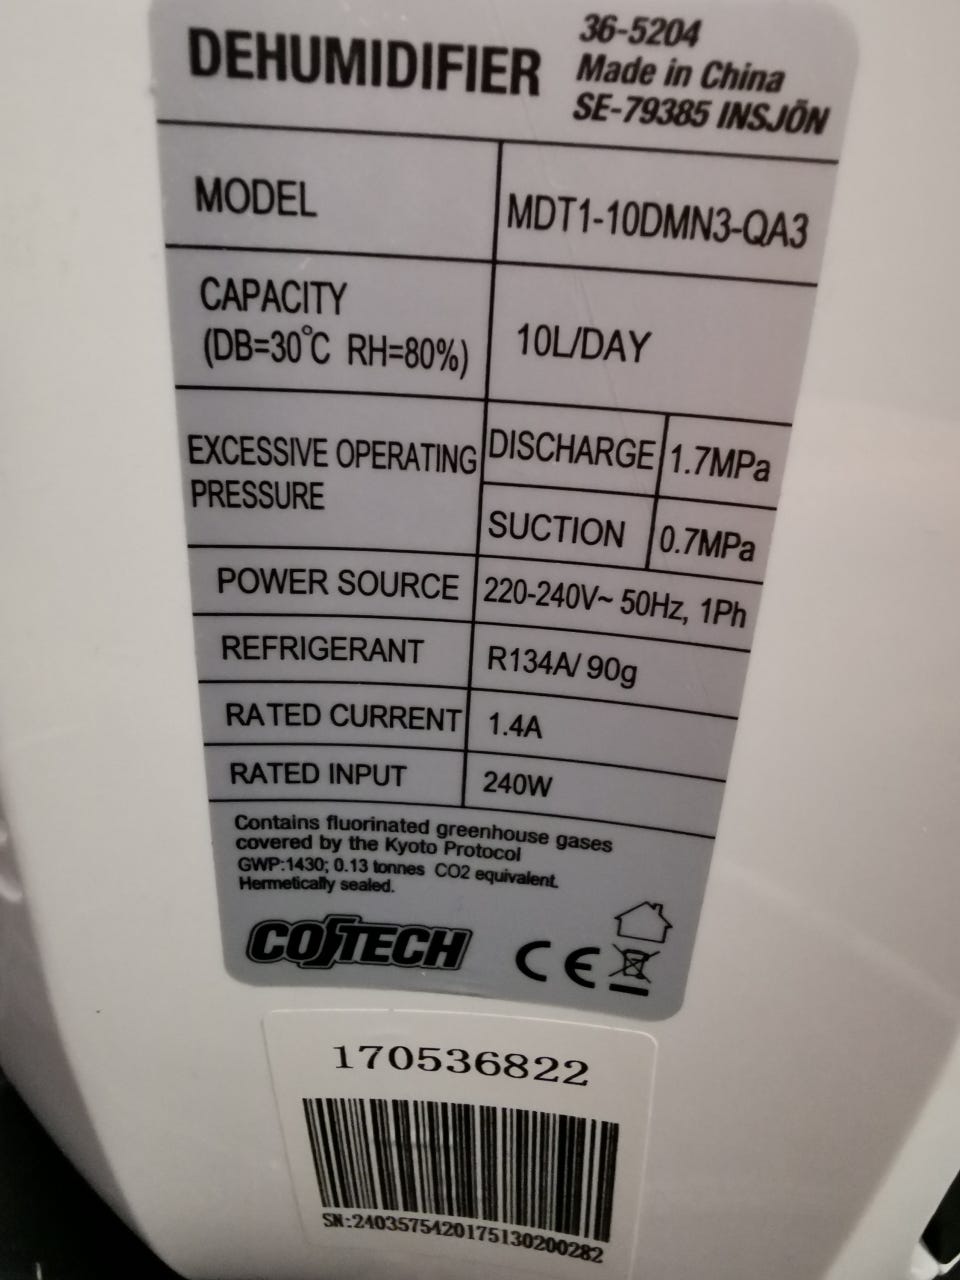 DEHUMIDIFIER
36-5204
Made in China
SE-79385 INSJÖN
MODEL
MDT1-10DMN3-QA3
CAPACITY
(DB=30℃ RH=80%)
10L/DAY
EXCESSIVE OPERATING
PRESSURE
DISCHARGE 1.7MPa
SUCTION 0.7MPa
POWER SOURCE 220-240V~ 50Hz, 1Ph
REFRIGERANT R134A/ 90g
RATED CURRENT 1.4A
RATED INPUT 240W
Contains fluorinated greenhouse gases
covered by the Kyoto Protocol
GWP:1430; 0.13 tonnes CO2 equivalent.
Hermetically sealed.
COTECH CE
170536822
SN:2403575420175130200282